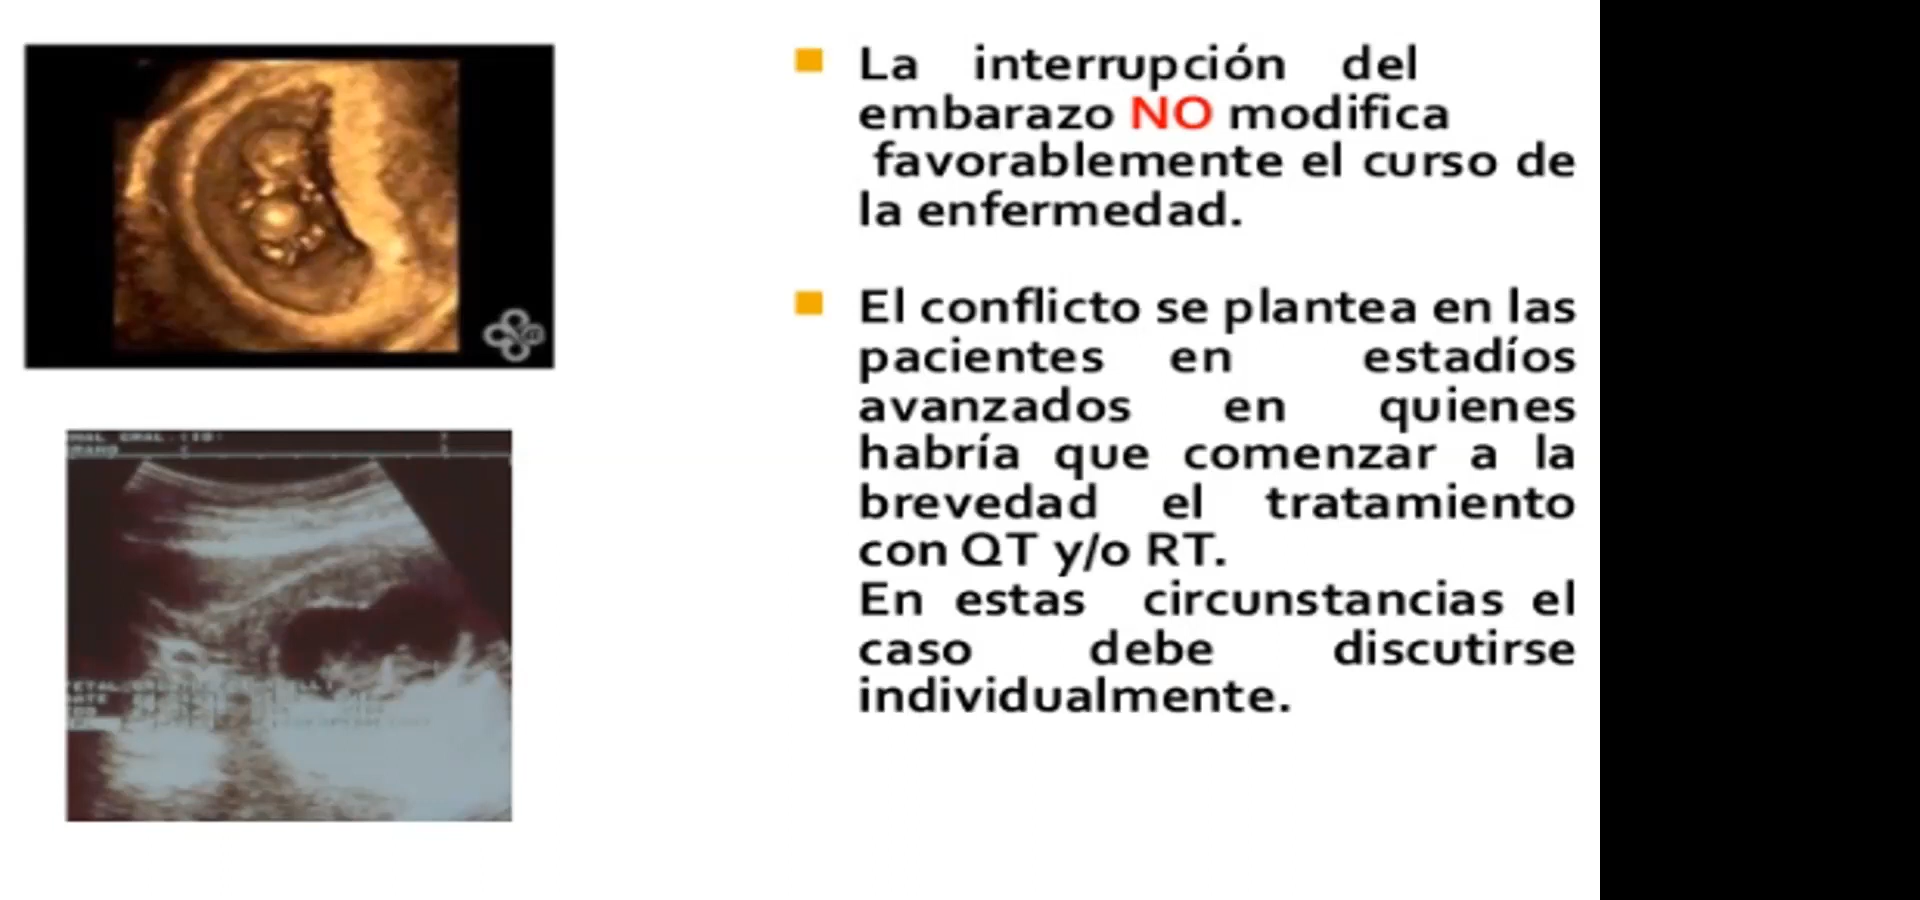 La interrupción del
embarazo NO modifica
favorablemente el curso de
la enfermedad.
El conflicto se plantea en las
pacientes en estadíos
avanzados en quienes
habría que comenzar a la
brevedad el tratamiento
con QT y/o RT.
En estas circunstancias el
caso debe discutirse
individualmente.